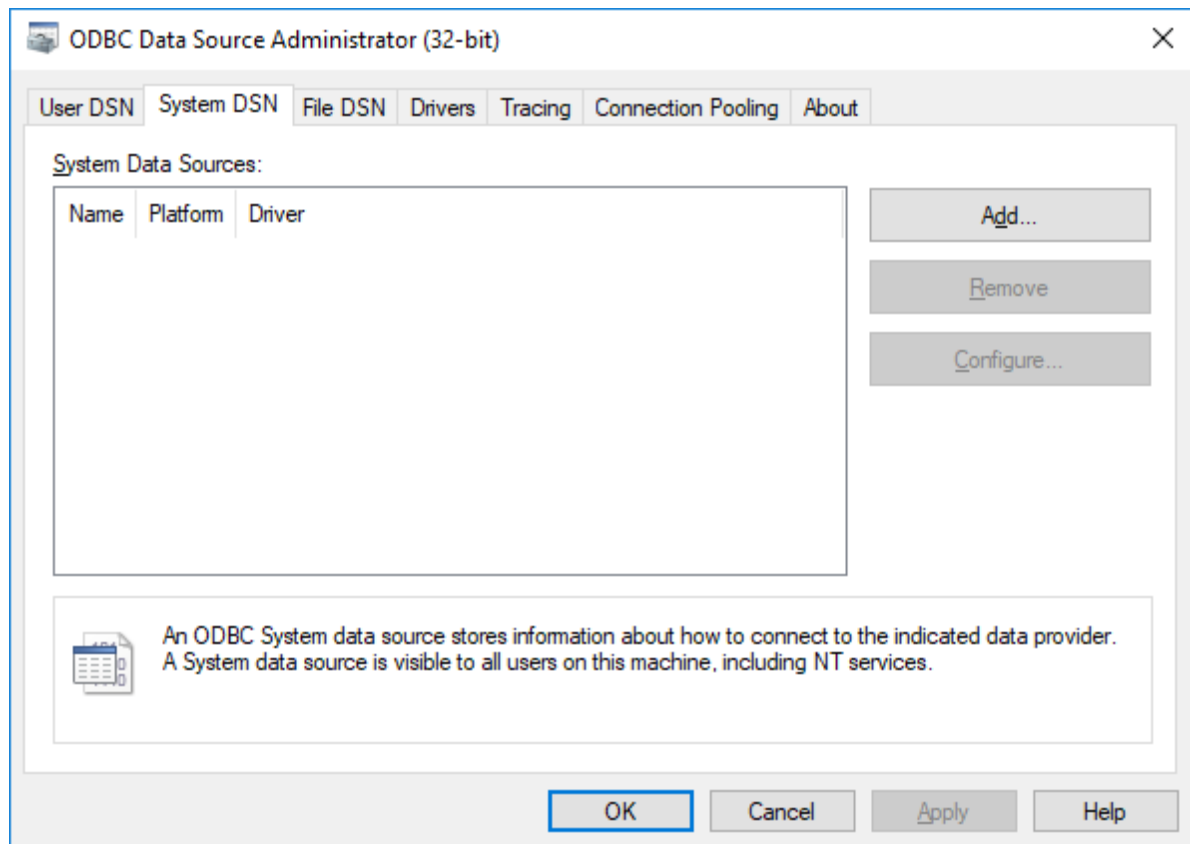 ODBC Data Source Administrator (32-bit)
User DSN System DSN File DSN Drivers Tracing Connection Pooling About
System Data Sources:
Name Platform Driver
Add...
Remove
Configure...
An ODBC System data source stores information about how to connect to the indicated data provider.
A System data source is visible to all users on this machine, including NT services.
OK Cancel Apply Help